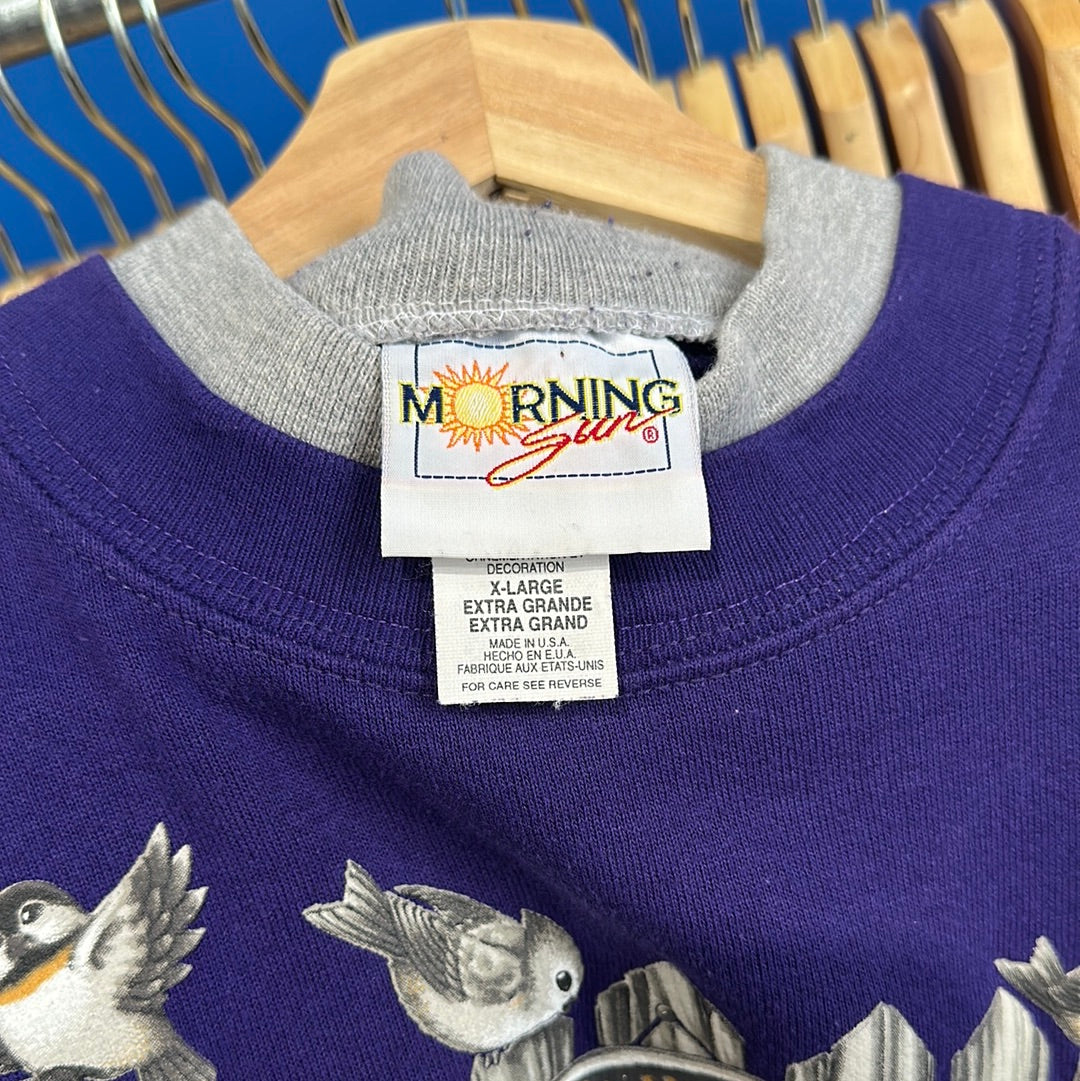 MORNING
Sun®
DECORATION
X-LARGE
EXTRA GRANDE
EXTRA GRAND
MADE IN U.S.A.
HECHO EN E.U.A.
FABRIQUE AUX ETATS-UNIS
FOR CARE SEE REVERSE